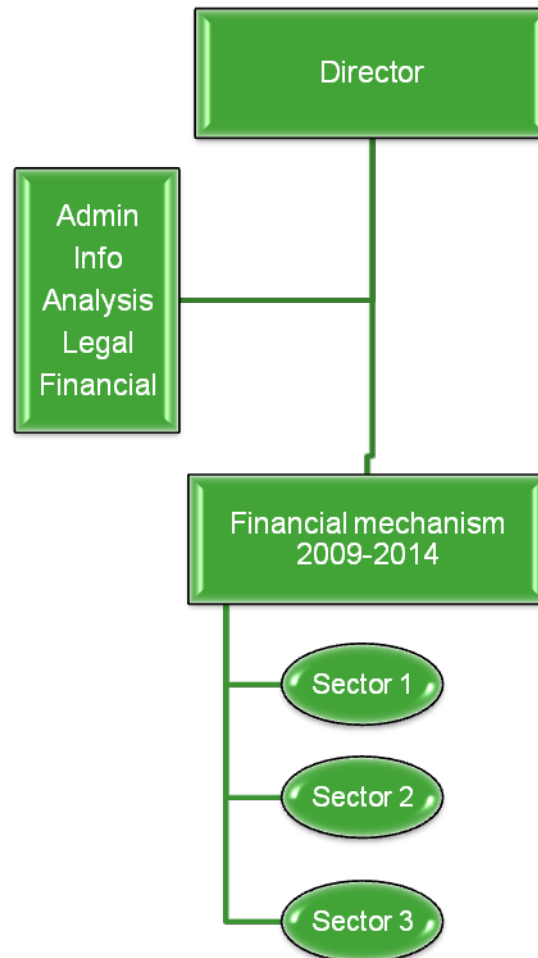 Director
Admin
Info
Analysis
Legal
Financial
Financial mechanism
2009-2014
Sector 1
Sector 2
Sector 3